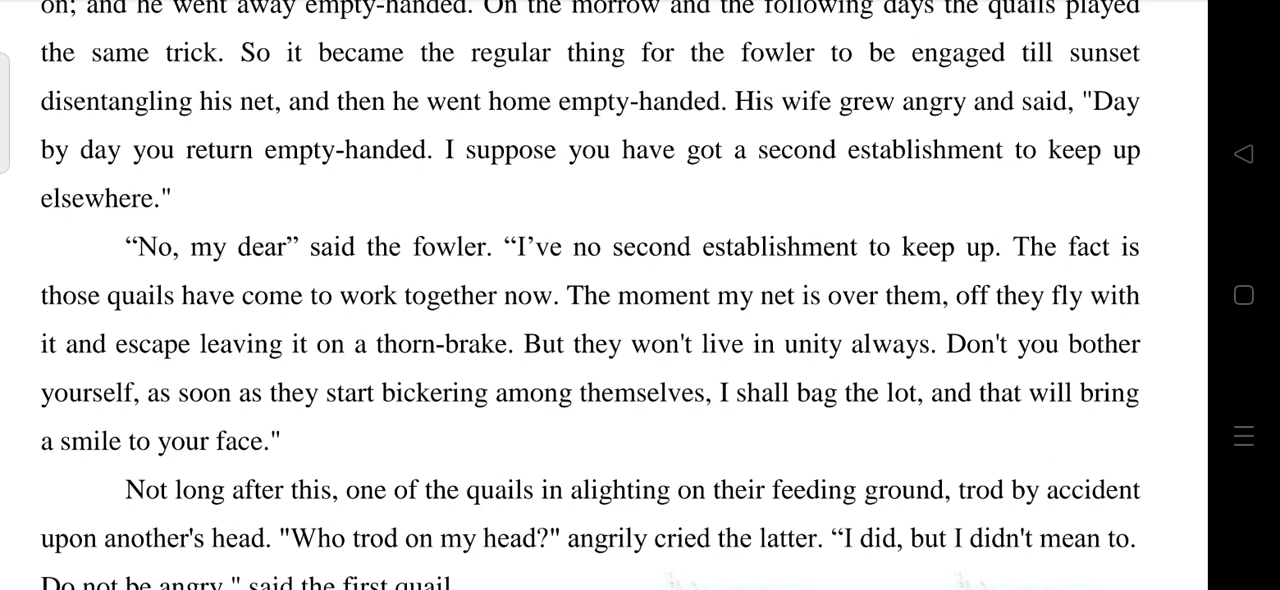 on; and he went away empty-handed. On the morrow and the following days the quails played
the same trick. So it became the regular thing for the fowler to be engaged till sunset
disentangling his net, and then he went home empty-handed. His wife grew angry and said, "Day
by day you return empty-handed. I suppose you have got a second establishment to keep up
elsewhere."
“No, my dear” said the fowler. “I’ve no second establishment to keep up. The fact is
those quails have come to work together now. The moment my net is over them, off they fly with
it and escape leaving it on a thorn-brake. But they won't live in unity always. Don't you bother
yourself, as soon as they start bickering among themselves, I shall bag the lot, and that will bring
a smile to your face."
Not long after this, one of the quails in alighting on their feeding ground, trod by accident
upon another's head. "Who trod on my head?" angrily cried the latter. “I did, but I didn't mean to.
Do not be angry," said the first quail.